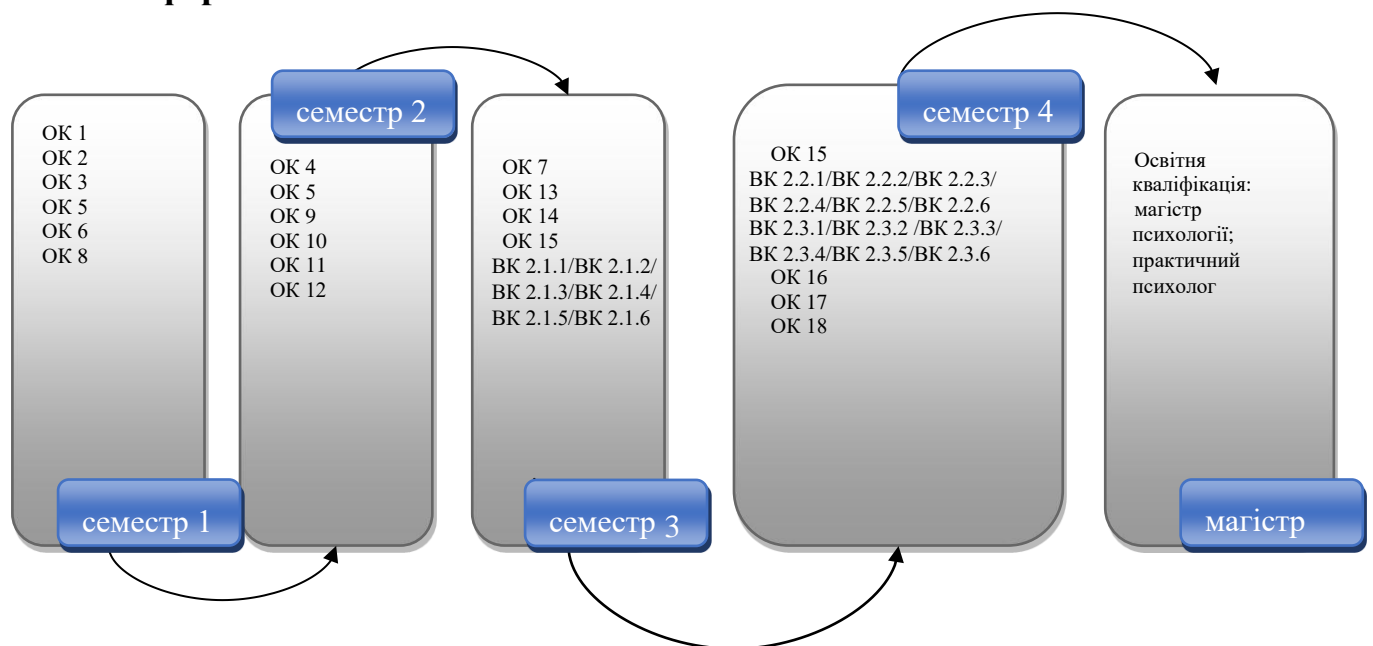 ОК 1
ОК 2
ОК 3
ОК 5
ОК 6
ОК 8
семестр 1
семестр 2
ОК 4
ОК 5
ОК 9
ОК 10
ОК 11
ОК 12
ОК 7
ОК 13
ОК 14
ОК 15
ВК 2.1.1/ВК 2.1.2/
ВК 2.1.3/ВК 2.1.4/
ВК 2.1.5/ВК 2.1.6
семестр 3
семестр 4
ОК 15
ВК 2.2.1/ВК 2.2.2/ВК 2.2.3/
ВК 2.2.4/ВК 2.2.5/ВК 2.2.6
ВК 2.3.1/ВК 2.3.2 /ВК 2.3.3/
ВК 2.3.4/ВК 2.3.5/ВК 2.3.6
ОК 16
ОК 17
ОК 18
Освітня
кваліфікація:
магістр
психології;
практичний
психолог
магістр